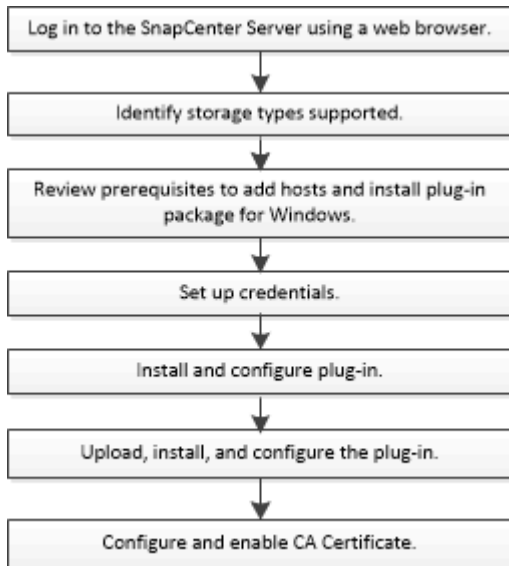 Log in to the SnapCenter Server using a web browser.
Identify storage types supported.
Review prerequisites to add hosts and install plug-in
package for Windows.
Set up credentials.
Install and configure plug-in.
Upload, install, and configure the plug-in.
Configure and enable CA Certificate.